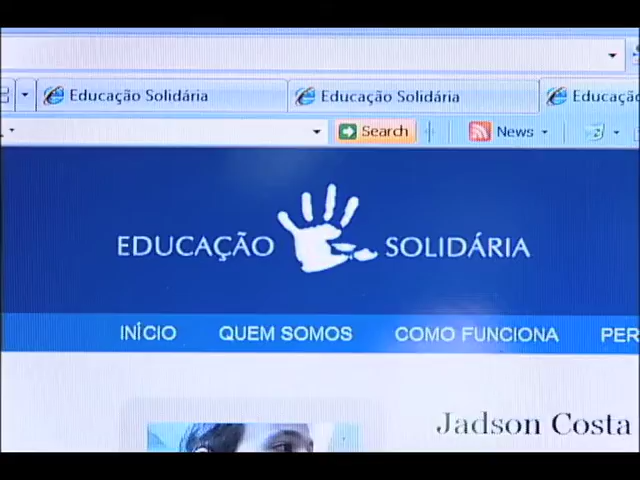 Educação Solidária Educação Solidária
Search News
EDUCAÇÃO SOLIDÁRIA
INÍCIO QUEM SOMOS COMO FUNCIONA
Jadson Costa